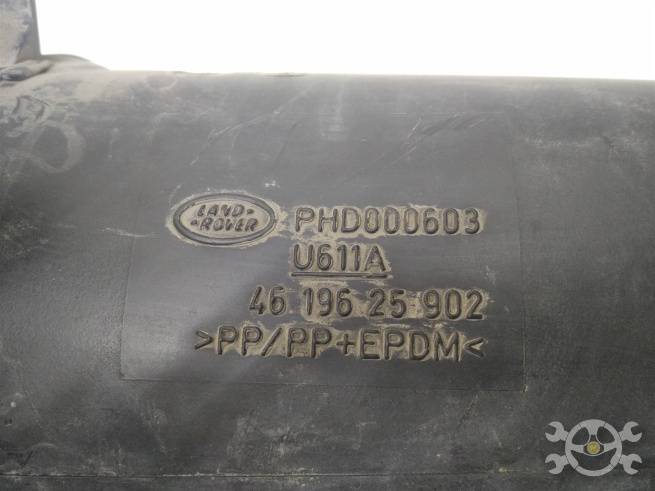 LAND-
-ROVER
PHD000603
U611A
46 196 25 902
>PP/PP+EPDM<